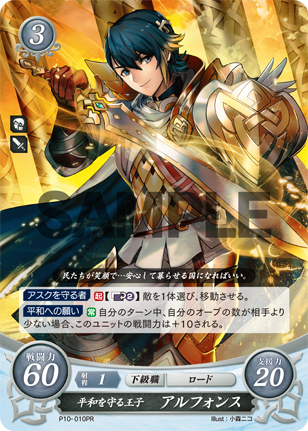 3
SAMPLE
民たちが笑顔で…安心して暮らせる国になればいい。
アスクを守る者 起【2】敵を1体選び、移動させる。
平和への願い 常 自分のターン中、自分のオーブの数が相手より
少ない場合、このユニットの戦闘力は+10される。
戦闘力 60 射程 1 下級職 ロード 支援力 20
平和を守る王子 アルフォンス
P10-010PR Illust:小森ニコ